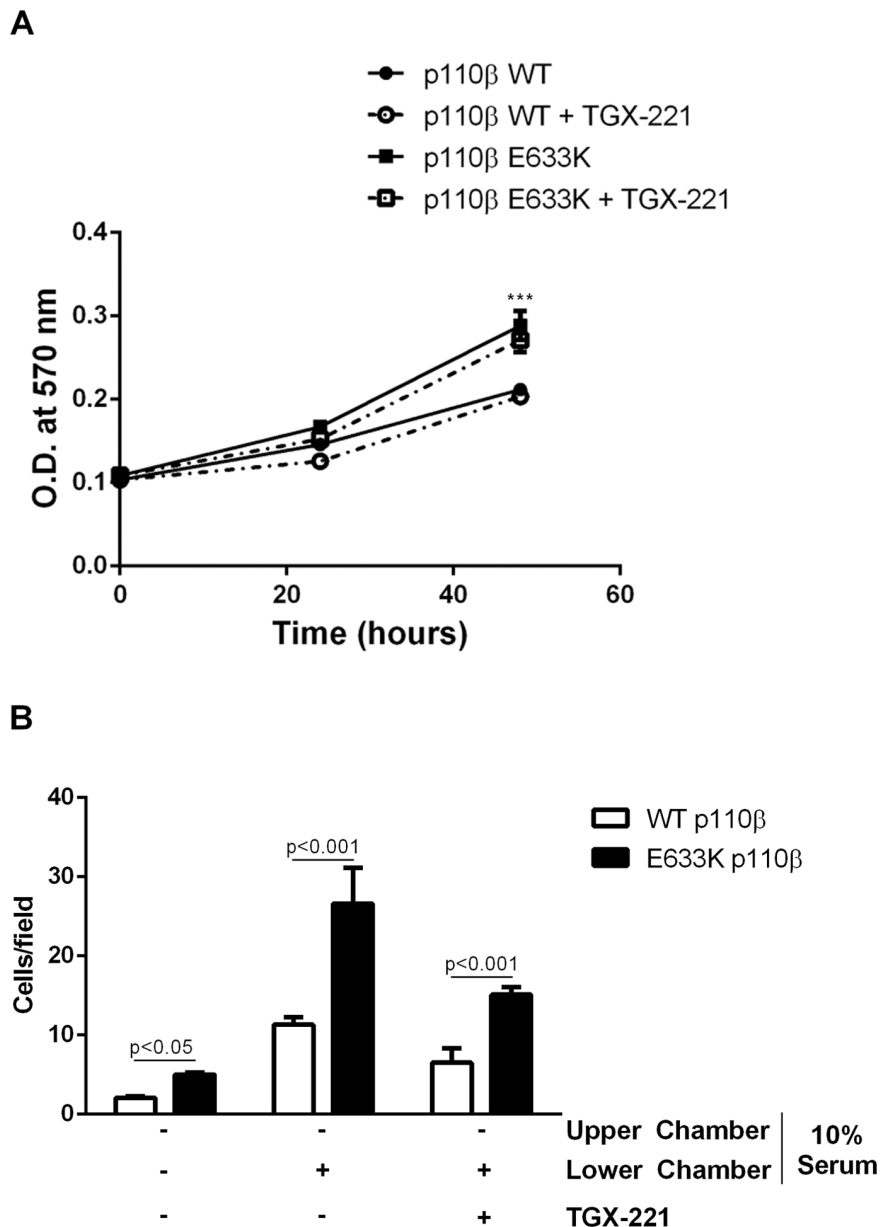 A
p110β WT
p110β WT + TGX-221
p110β E633K
p110β E633K + TGX-221
0.4
0.3
0.2
0.1
0.0
O.D. at 570 nm
***
0 20 40 60
Time (hours)
B
40
30
20
10
0
Cells/field
WT p110β
E633K p110β
p<0.05
p<0.001
p<0.001
- - - Upper Chamber
- + + Lower Chamber
10%
Serum
- - + TGX-221